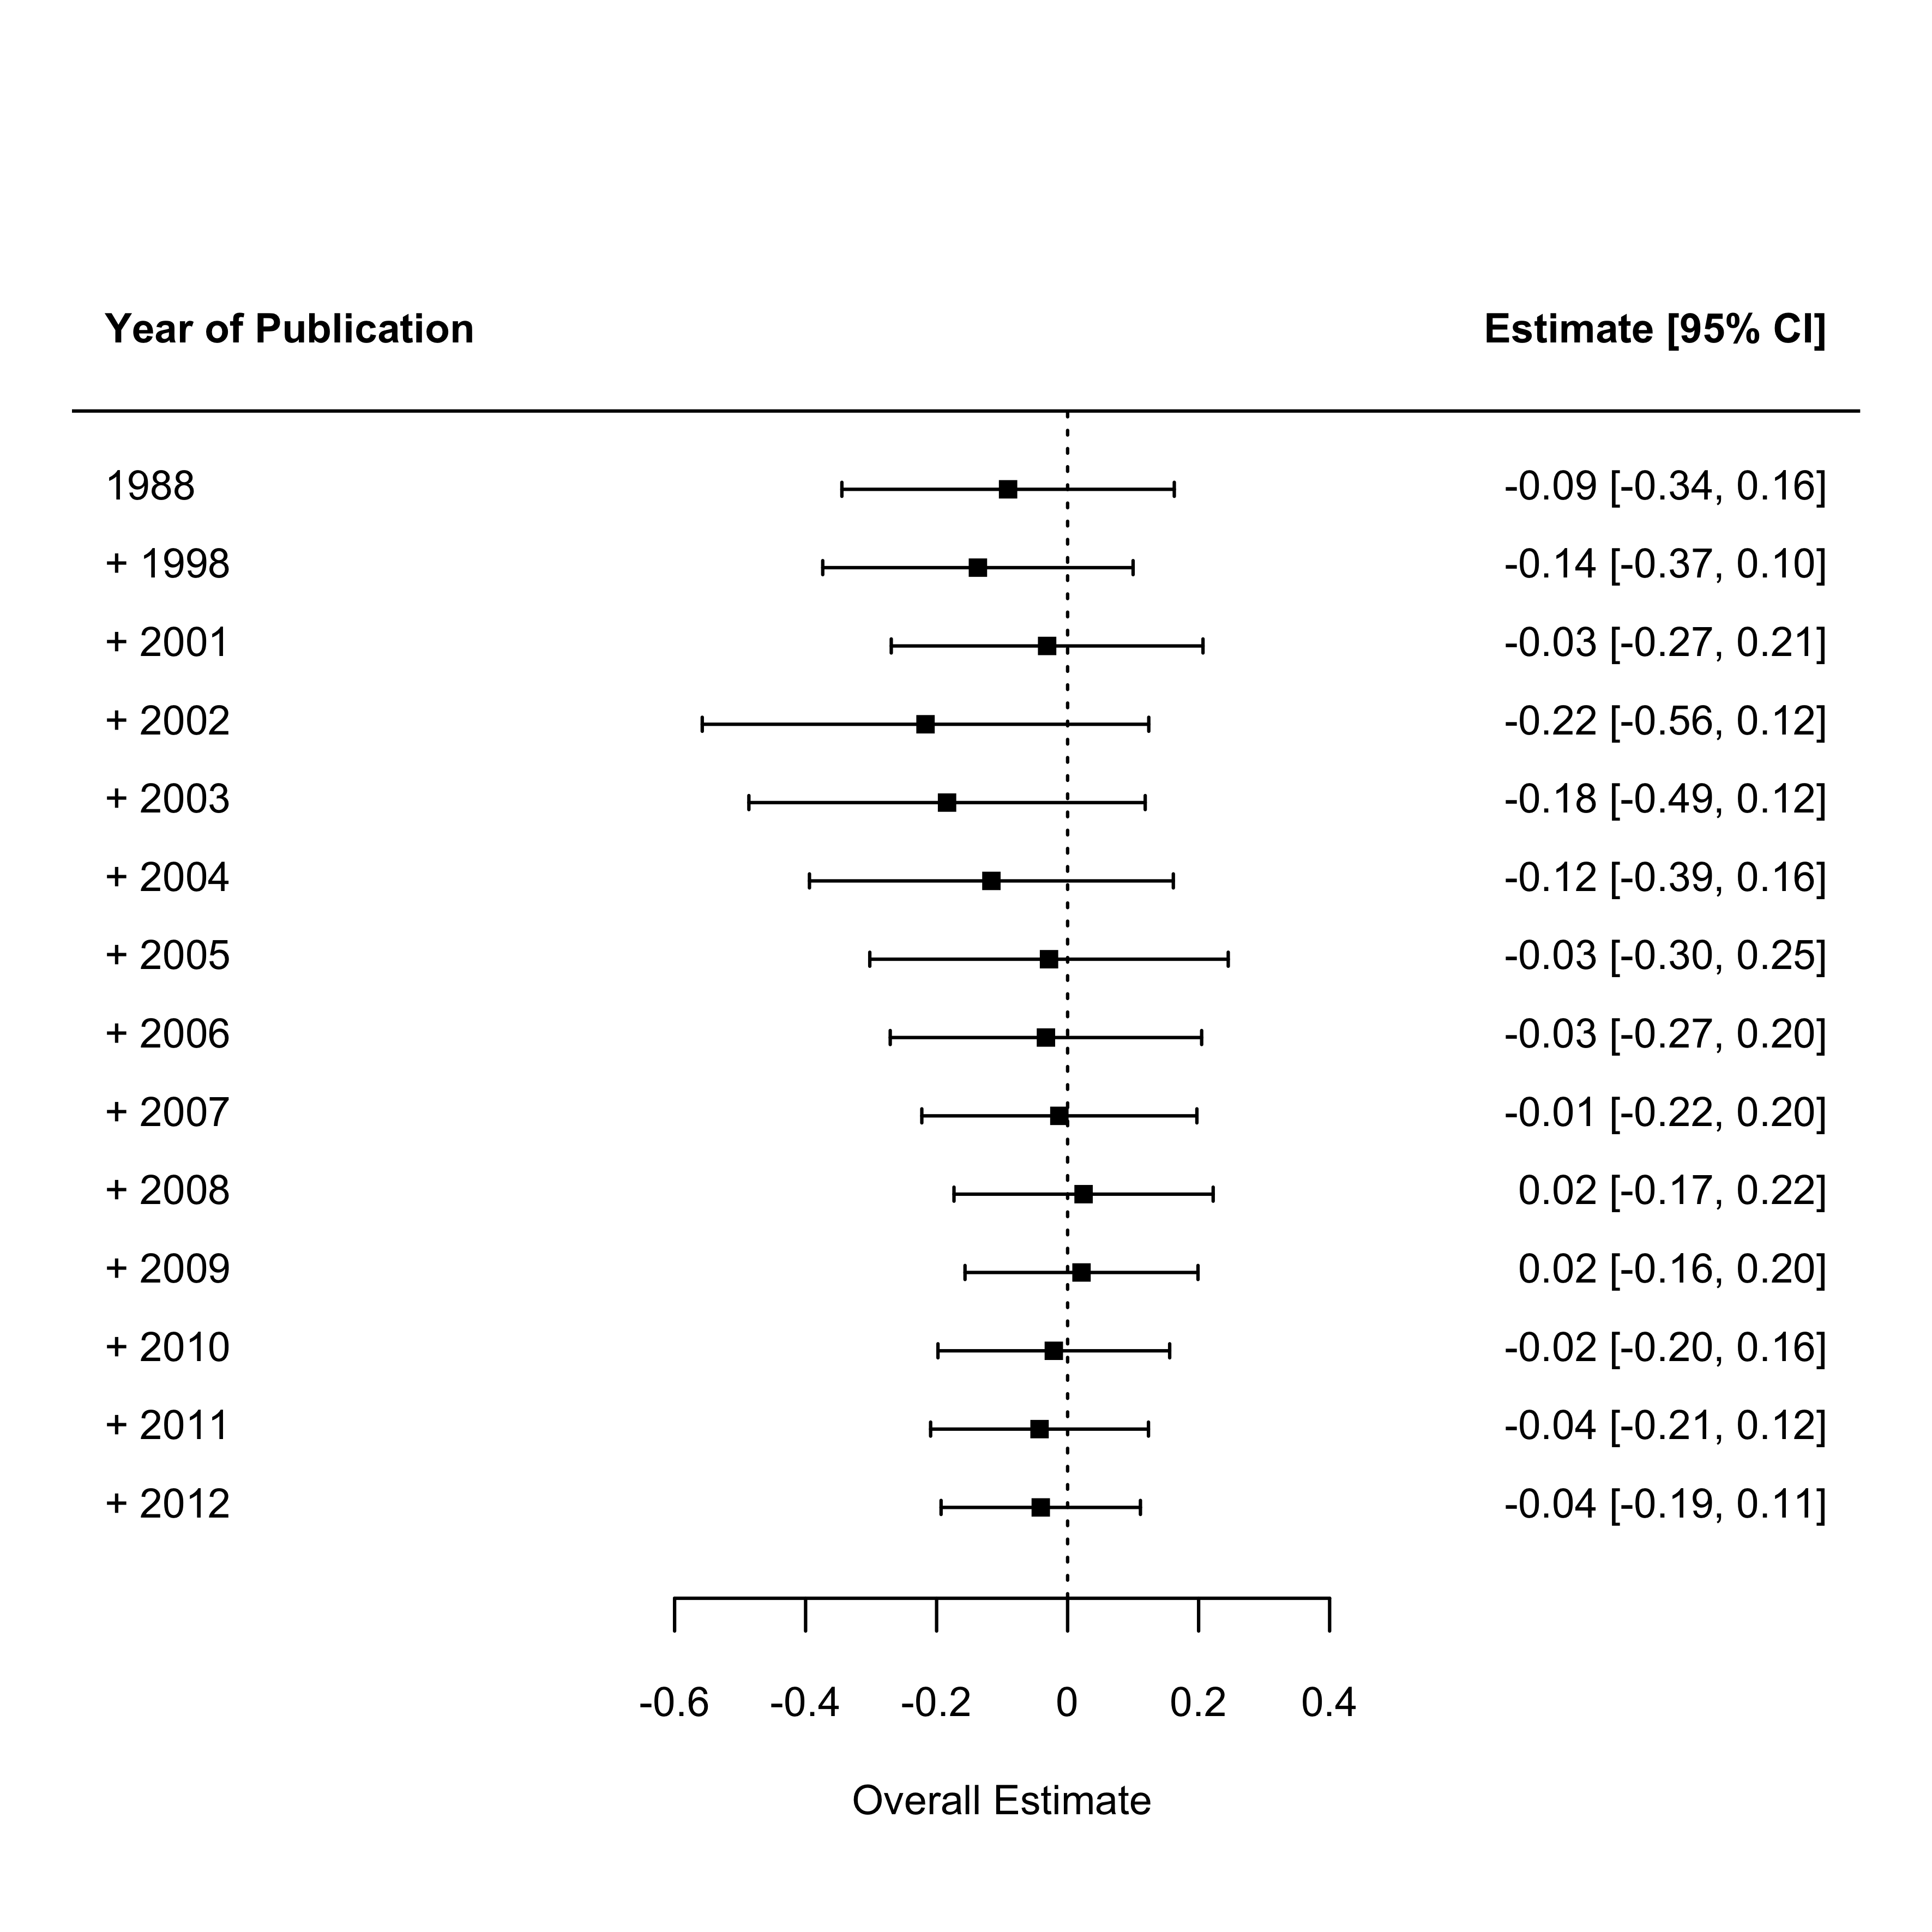 Year of Publication Estimate [95% CI]
1988 -0.09 [-0.34, 0.16]
+ 1998 -0.14 [-0.37, 0.10]
+ 2001 -0.03 [-0.27, 0.21]
+ 2002 -0.22 [-0.56, 0.12]
+ 2003 -0.18 [-0.49, 0.12]
+ 2004 -0.12 [-0.39, 0.16]
+ 2005 -0.03 [-0.30, 0.25]
+ 2006 -0.03 [-0.27, 0.20]
+ 2007 -0.01 [-0.22, 0.20]
+ 2008 0.02 [-0.17, 0.22]
+ 2009 0.02 [-0.16, 0.20]
+ 2010 -0.02 [-0.20, 0.16]
+ 2011 -0.04 [-0.21, 0.12]
+ 2012 -0.04 [-0.19, 0.11]
-0.6 -0.4 -0.2 0 0.2 0.4
Overall Estimate